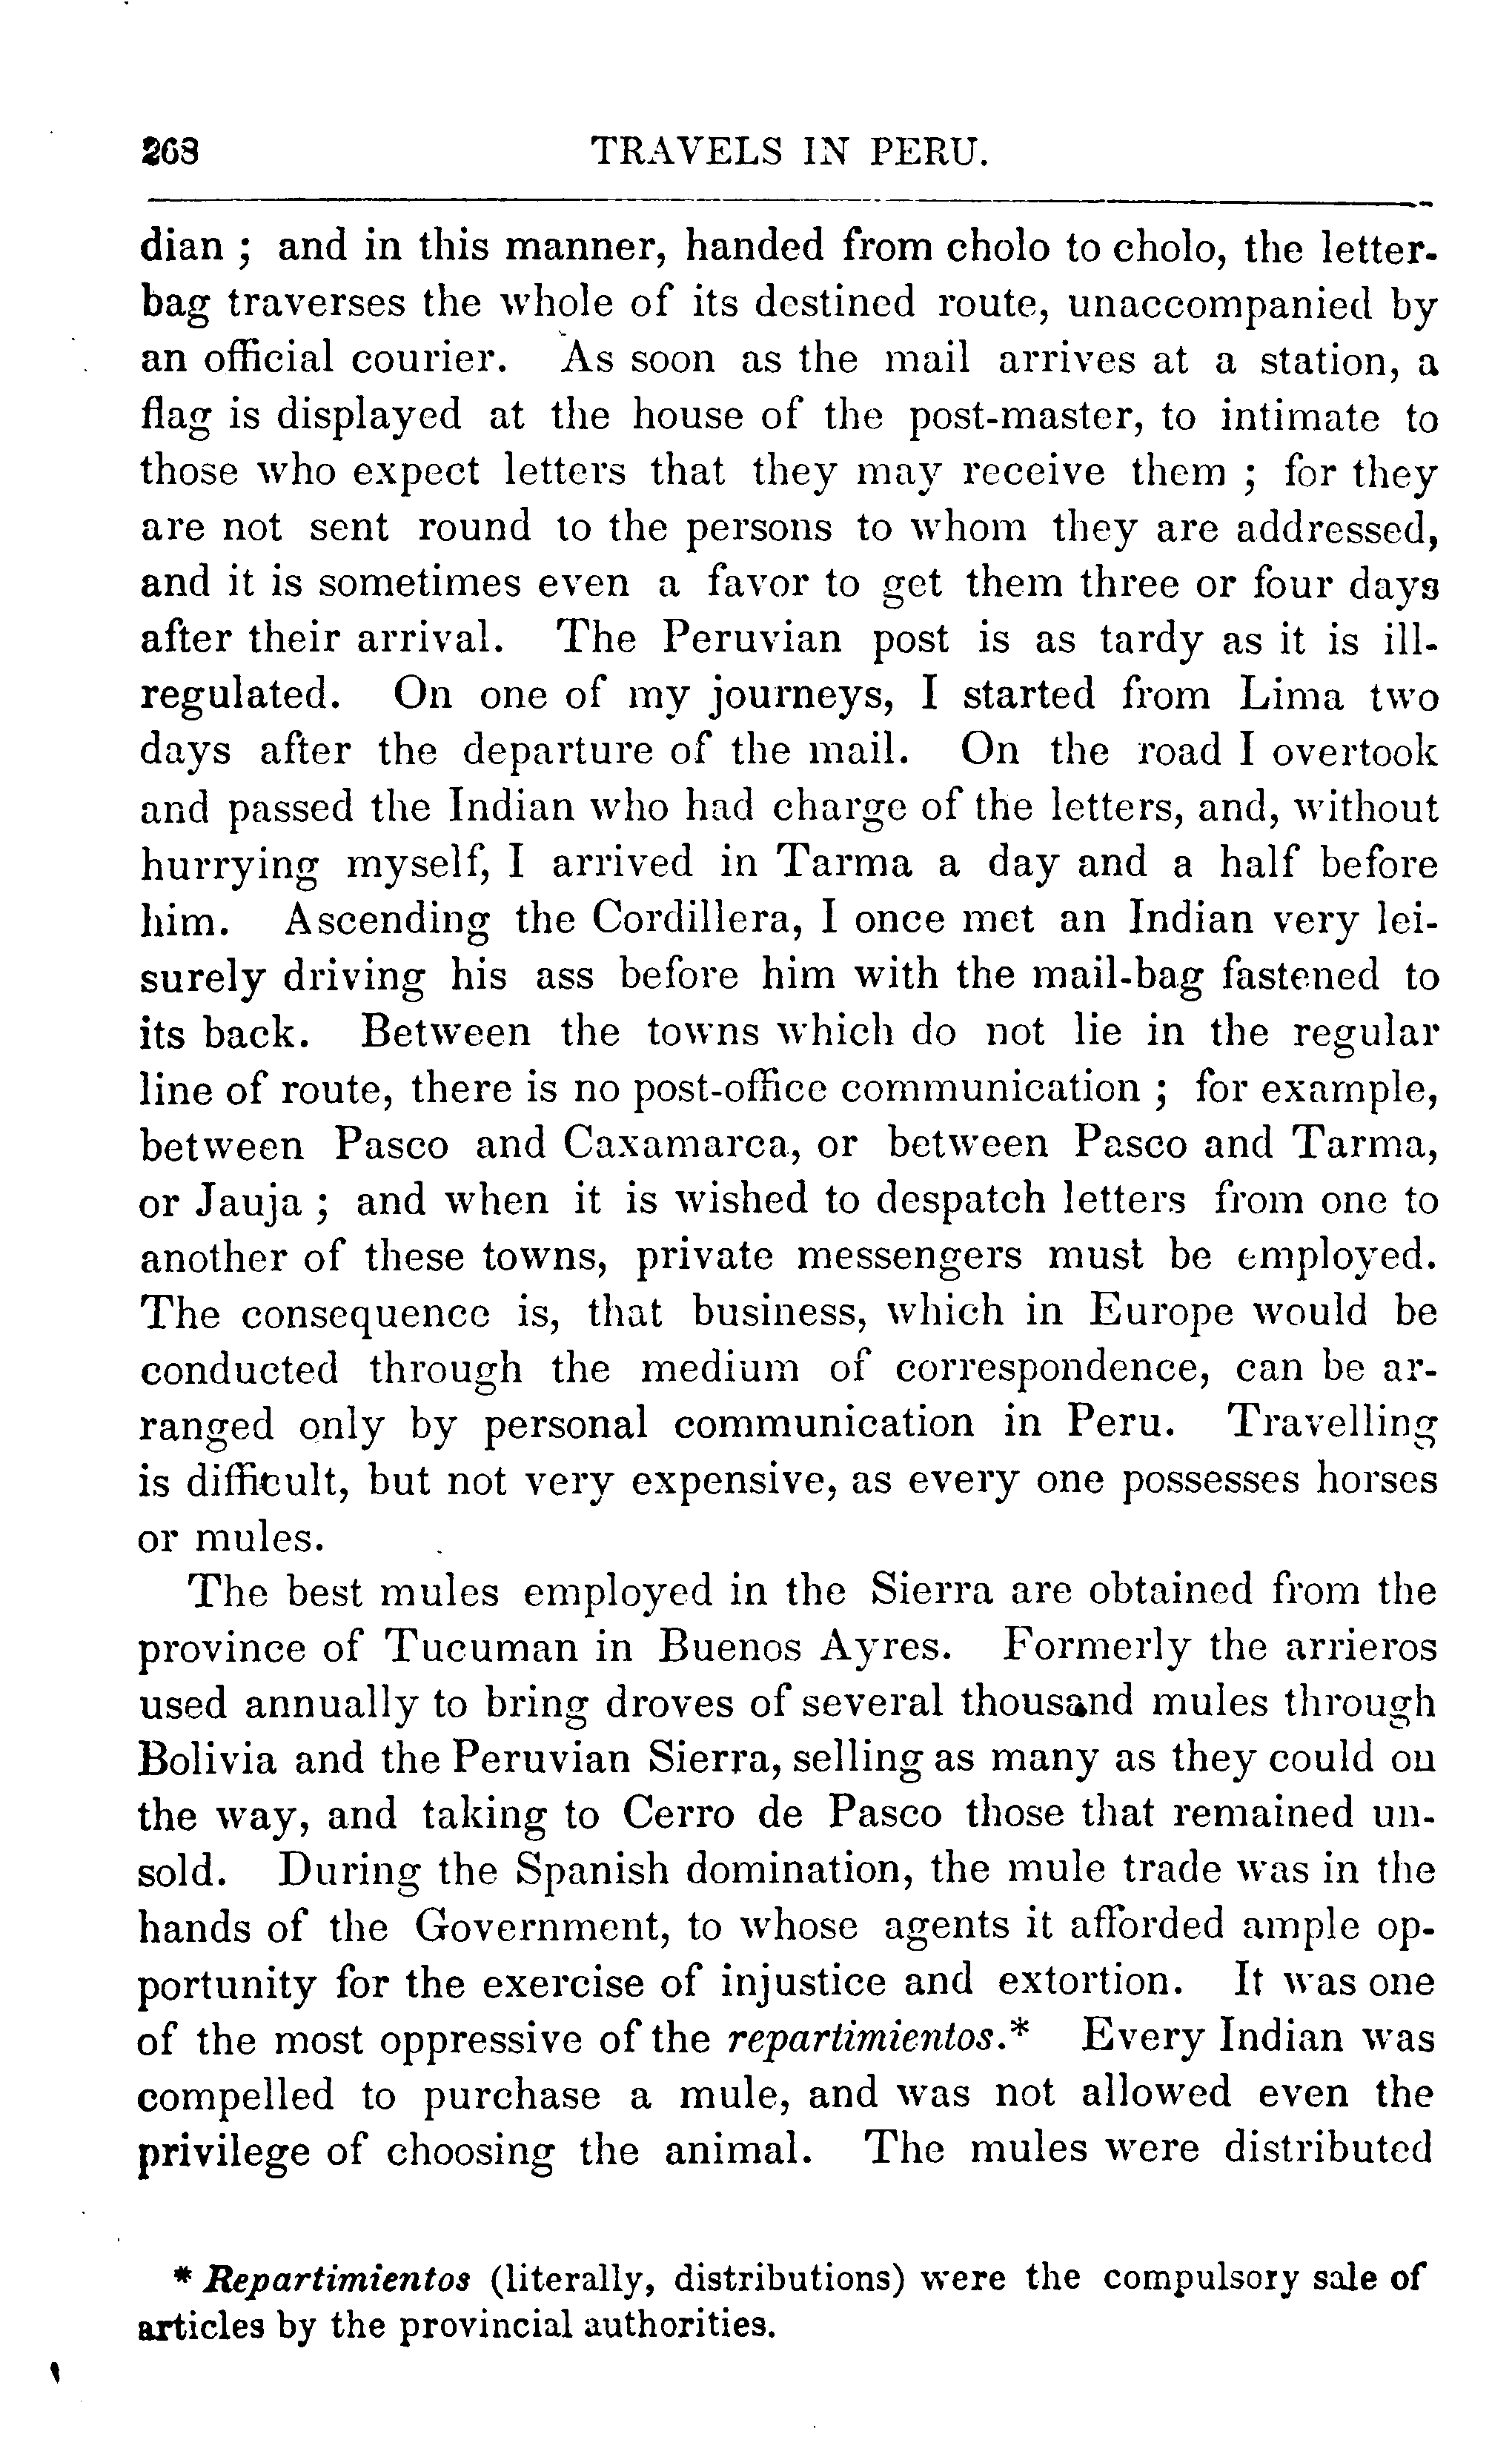 268 TRAVELS IN PERU.
dian ; and in this manner, handed from cholo to cholo, the letter-
bag traverses the whole of its destined route, unaccompanied by
an official courier. As soon as the mail arrives at a station, a
flag is displayed at the house of the post-master, to intimate to
those who expect letters that they may receive them ; for they
are not sent round to the persons to whom they are addressed,
and it is sometimes even a favor to get them three or four days
after their arrival. The Peruvian post is as tardy as it is ill-
regulated. On one of my journeys, I started from Lima two
days after the departure of the mail. On the road I overtook
and passed the Indian who had charge of the letters, and, without
hurrying myself, I arrived in Tarma a day and a half before
him. Ascending the Cordillera, I once met an Indian very lei-
surely driving his ass before him with the mail-bag fastened to
its back. Between the towns which do not lie in the regular
line of route, there is no post-office communication ; for example,
between Pasco and Caxamarca, or between Pasco and Tarma,
or Jauja ; and when it is wished to despatch letters from one to
another of these towns, private messengers must be employed.
The consequence is, that business, which in Europe would be
conducted through the medium of correspondence, can be ar-
ranged only by personal communication in Peru. Travelling
is difficult, but not very expensive, as every one possesses horses
or mules.
The best mules employed in the Sierra are obtained from the
province of Tucuman in Buenos Ayres. Formerly the arrieros
used annually to bring droves of several thousand mules through
Bolivia and the Peruvian Sierra, selling as many as they could on
the way, and taking to Cerro de Pasco those that remained un-
sold. During the Spanish domination, the mule trade was in the
hands of the Government, to whose agents it afforded ample op-
portunity for the exercise of injustice and extortion. It was one
of the most oppressive of the repartimientos.* Every Indian was
compelled to purchase a mule, and was not allowed even the
privilege of choosing the animal. The mules were distributed
* Repartimientos (literally, distributions) were the compulsory sale of
articles by the provincial authorities.